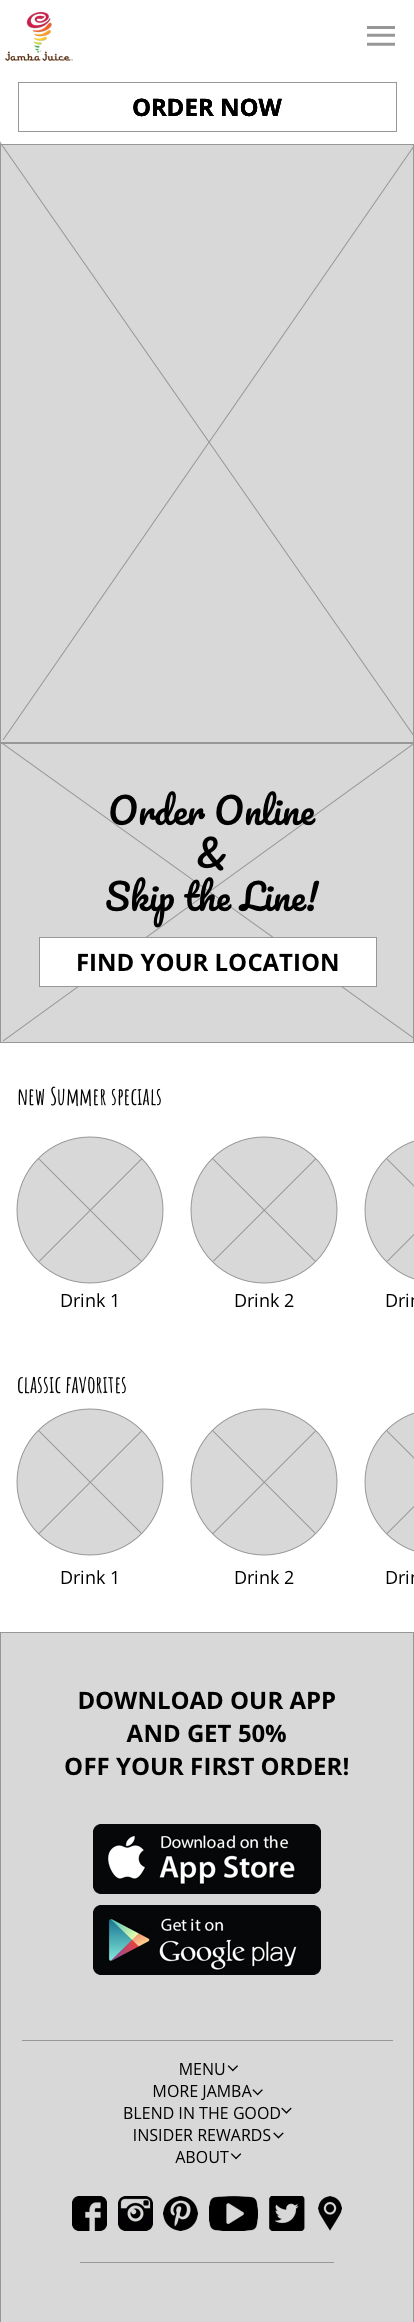 Jamba Juice
ORDER NOW
Order Online
&
Skip the Line!
FIND YOUR LOCATION
new Summer specials
Drink 1
Drink 2
classic favorites
Drink 1
Drink 2
DOWNLOAD OUR APP
AND GET 50%
OFF YOUR FIRST ORDER!
Download on the
App Store
Get it on
Google play
MENU
MORE JAMBA
BLEND IN THE GOOD
INSIDER REWARDS
ABOUT